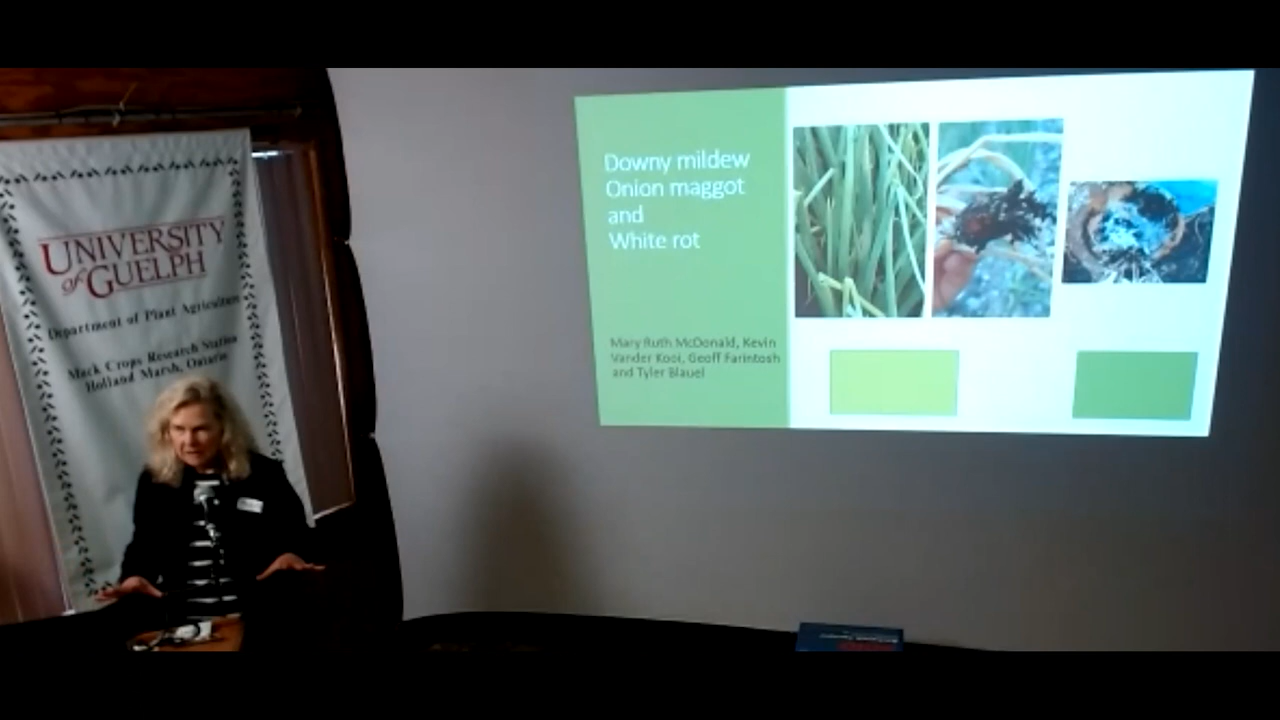 UNIVERSITY
of GUELPH
Department of Plant Agriculture
Muck Crops Research Station
Holland Marsh, Ontario
Downy mildew
Onion maggot
and
White rot
Mary Ruth McDonald, Kevin
Vander Kooi, Geoff Farintosh
and Tyler Blauel